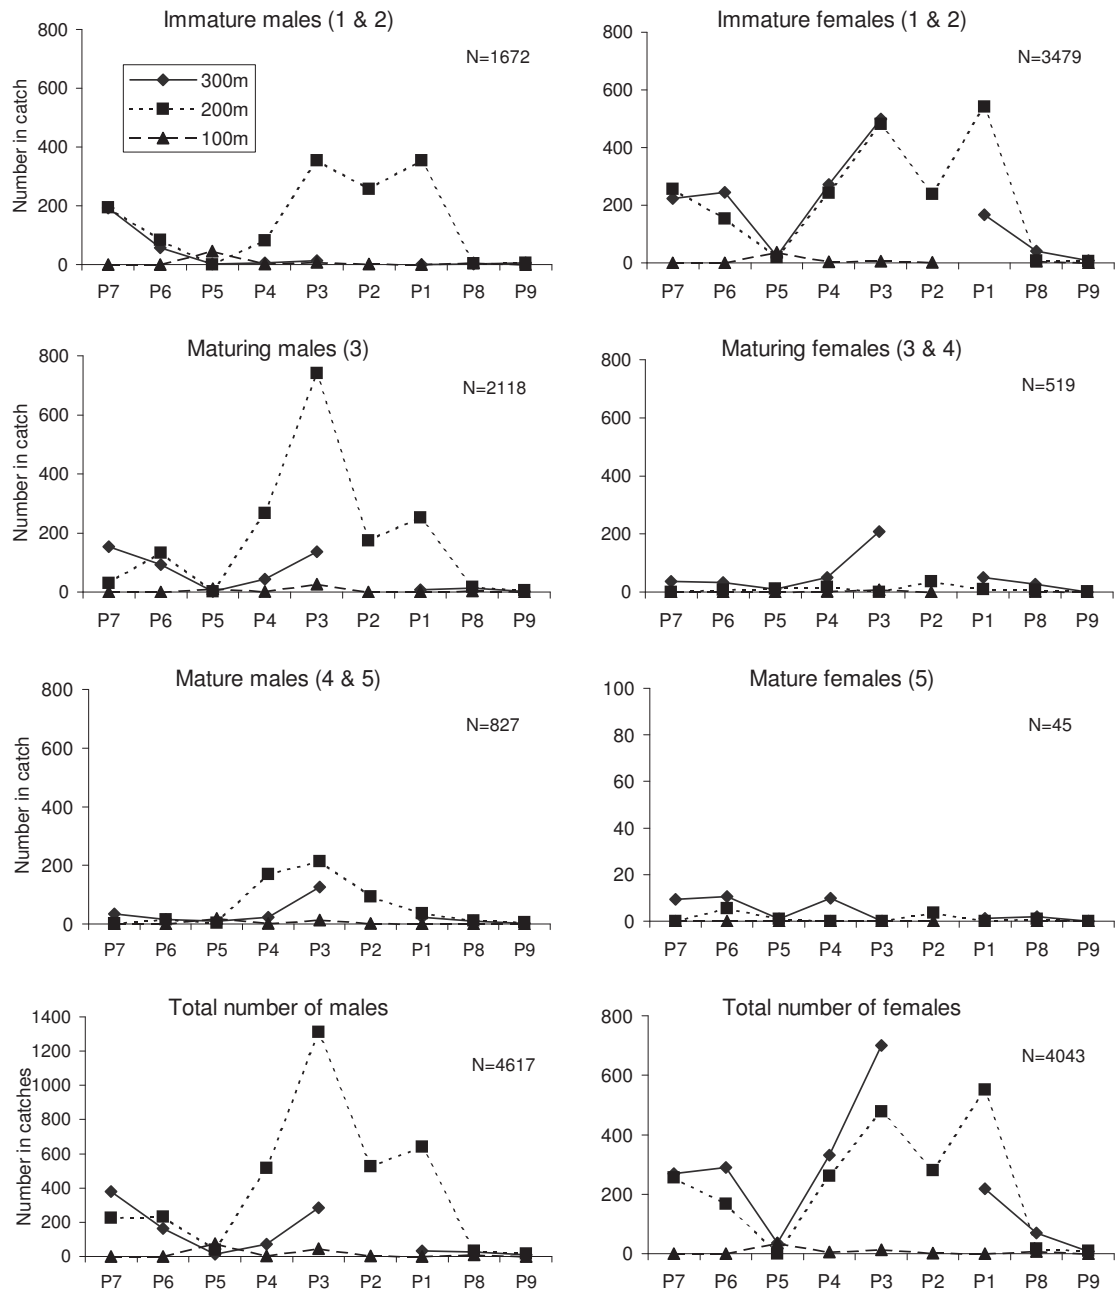 Immature males (1 & 2)
N=1672
300m
200m
100m
Number in catch
800
600
400
200
0
P7 P6 P5 P4 P3 P2 P1 P8 P9
Immature females (1 & 2)
N=3479
800
600
400
200
0
P7 P6 P5 P4 P3 P2 P1 P8 P9
Maturing males (3)
N=2118
Number in catch
800
600
400
200
0
P7 P6 P5 P4 P3 P2 P1 P8 P9
Maturing females (3 & 4)
N=519
800
600
400
200
0
P7 P6 P5 P4 P3 P2 P1 P8 P9
Mature males (4 & 5)
N=827
Number in catch
800
600
400
200
0
P7 P6 P5 P4 P3 P2 P1 P8 P9
Mature females (5)
N=45
100
80
60
40
20
0
P7 P6 P5 P4 P3 P2 P1 P8 P9
Total number of males
N=4617
Number in catches
1400
1200
1000
800
600
400
200
0
P7 P6 P5 P4 P3 P2 P1 P8 P9
Total number of females
N=4043
800
600
400
200
0
P7 P6 P5 P4 P3 P2 P1 P8 P9